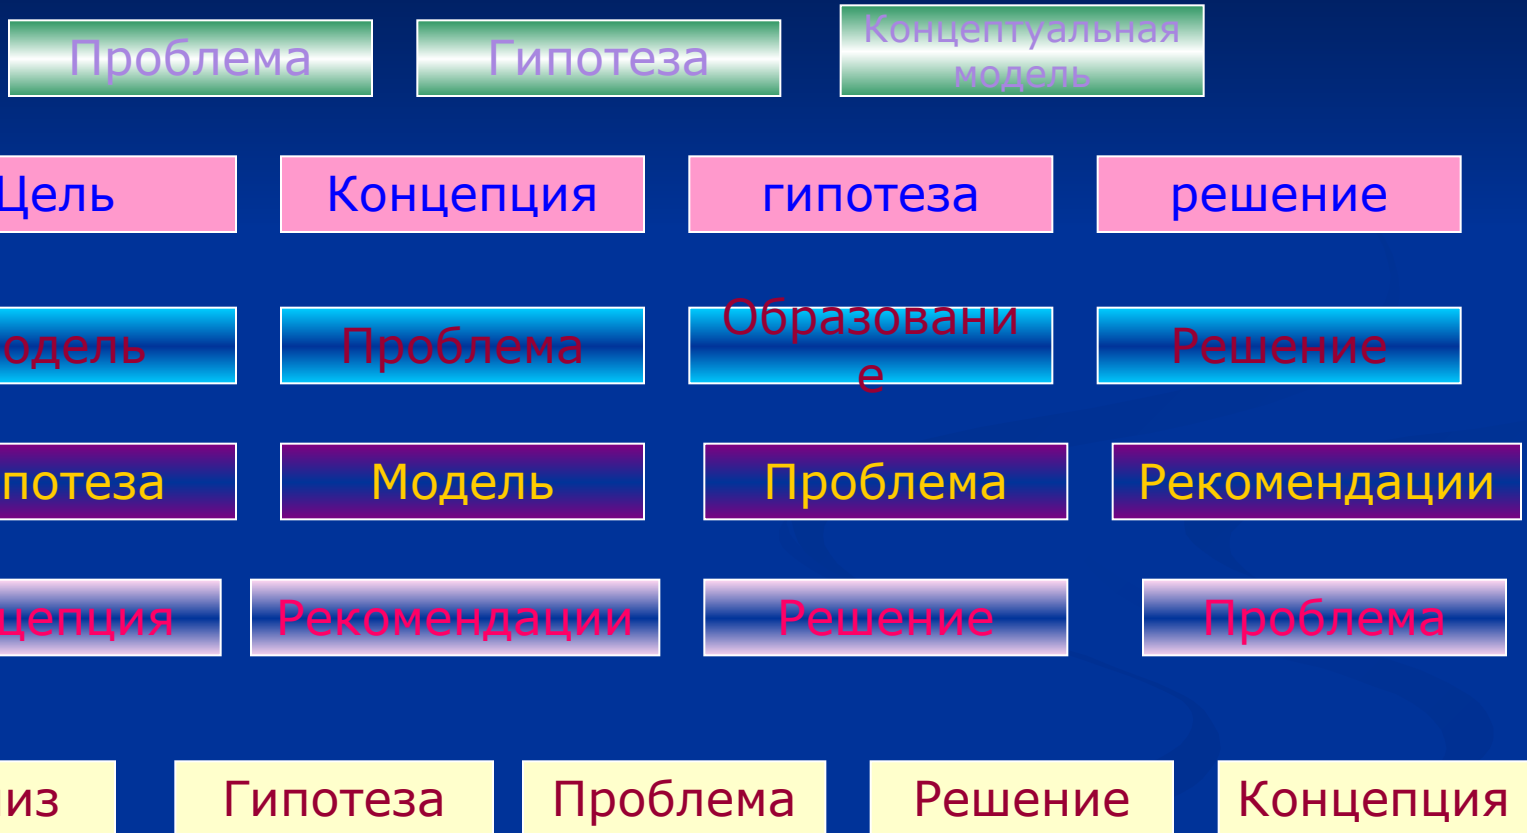 Проблема Гипотеза Концептуальная
модель
Цель Концепция гипотеза решение
одель Проблема Образовани
е Решение
потеза Модель Проблема Рекомендации
цепция Рекомендации Решение Проблема
из Гипотеза Проблема Решение Концепция